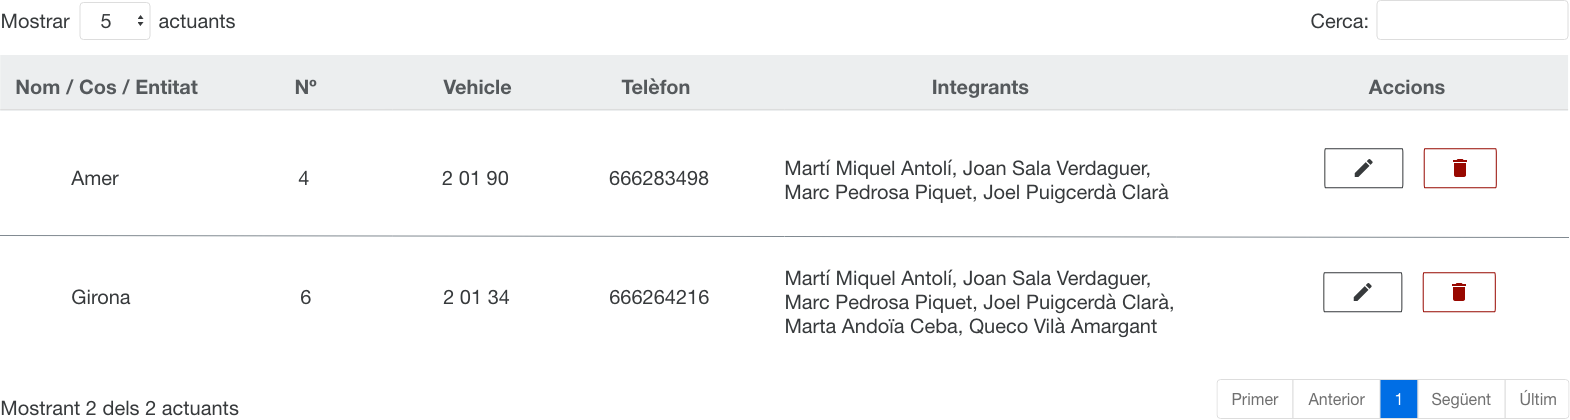 Mostrar 5 actuants Cerca:
Nom / Cos / Entitat Nº Vehicle Telèfon Integrants Accions
Amer 4 2 01 90 666283498 Martí Miquel Antolí, Joan Sala Verdaguer,
Marc Pedrosa Piquet, Joel Puigcerdà Clarà
Girona 6 2 01 34 666264216 Martí Miquel Antolí, Joan Sala Verdaguer,
Marc Pedrosa Piquet, Joel Puigcerdà Clarà,
Marta Andoïa Ceba, Queco Vilà Amargant
Mostrant 2 dels 2 actuants Primer Anterior 1 Següent Últim